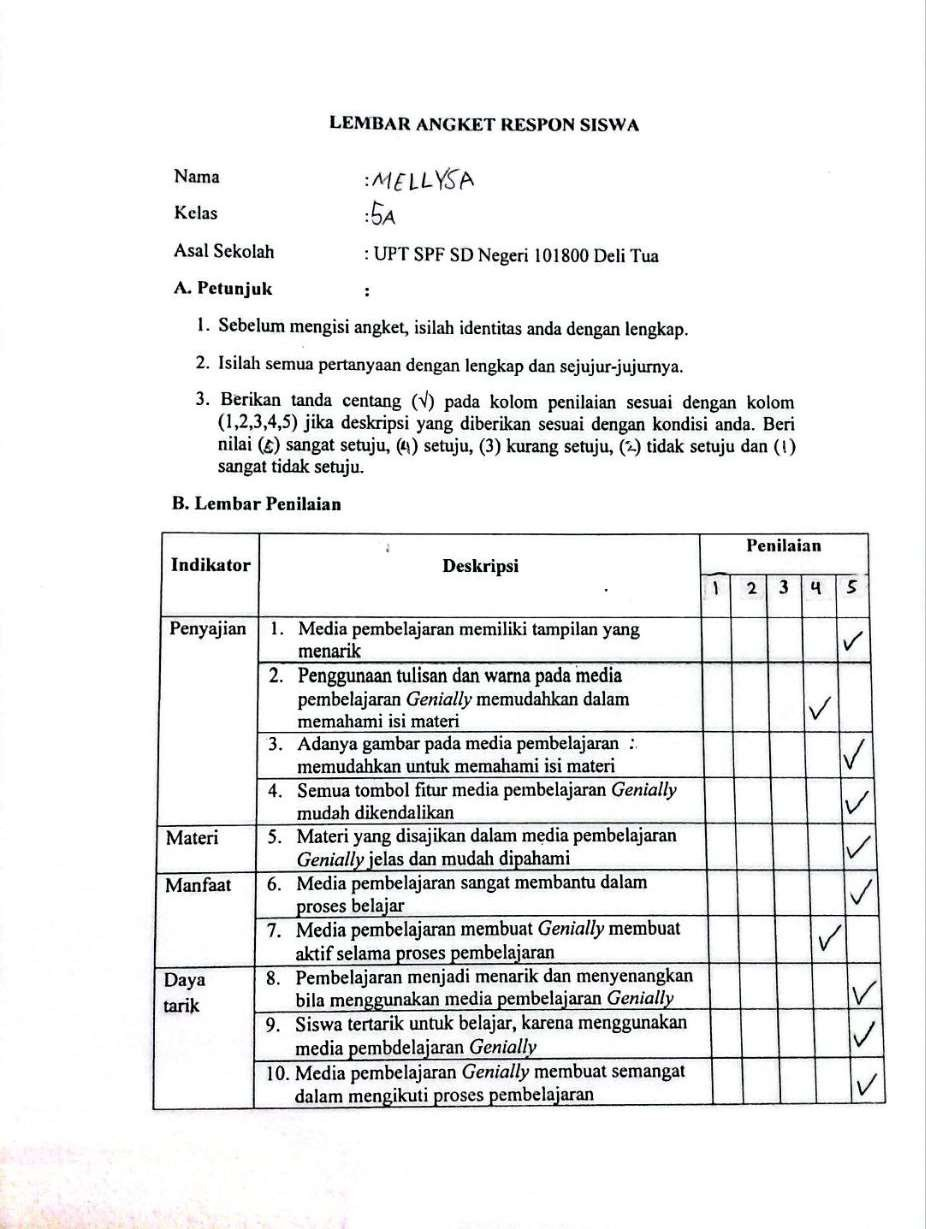 LEMBAR ANGKET RESPON SISWA
Nama : MELLYSA
Kelas : 5A
Asal Sekolah : UPT SPF SD Negeri 101800 Deli Tua
A. Petunjuk :
1. Sebelum mengisi angket, isilah identitas anda dengan lengkap.
2. Isilah semua pertanyaan dengan lengkap dan sejujur-jujurnya.
3. Berikan tanda centang (√) pada kolom penilaian sesuai dengan kolom
(1,2,3,4,5) jika deskripsi yang diberikan sesuai dengan kondisi anda. Beri
nilai (5) sangat setuju, (4) setuju, (3) kurang setuju, (2) tidak setuju dan (1)
sangat tidak setuju.
B. Lembar Penilaian
Indikator Deskripsi Penilaian
1 2 3 4 5
Penyajian 1. Media pembelajaran memiliki tampilan yang
menarik ✓
2. Penggunaan tulisan dan warna pada media
pembelajaran Genially memudahkan dalam
memahami isi materi ✓
3. Adanya gambar pada media pembelajaran :
memudahkan untuk memahami isi materi ✓
4. Semua tombol fitur media pembelajaran Genially
mudah dikendalikan ✓
Materi 5. Materi yang disajikan dalam media pembelajaran
Genially jelas dan mudah dipahami ✓
Manfaat 6. Media pembelajaran sangat membantu dalam
proses belajar ✓
7. Media pembelajaran membuat Genially membuat
aktif selama proses pembelajaran ✓
Daya 8. Pembelajaran menjadi menarik dan menyenangkan
tarik bila menggunakan media pembelajaran Genially ✓
9. Siswa tertarik untuk belajar, karena menggunakan
media pembdelajaran Genially ✓
10. Media pembelajaran Genially membuat semangat
dalam mengikuti proses pembelajaran ✓